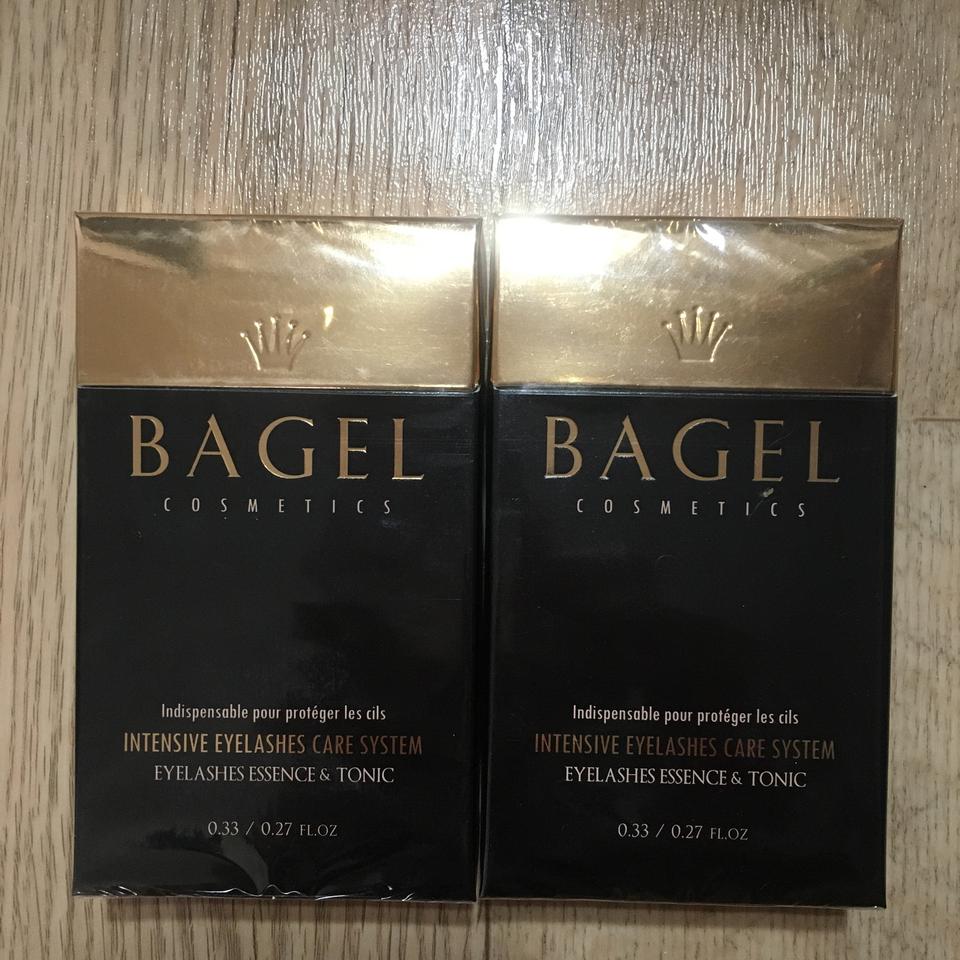 BAGEL
COSMETICS
Indispensable pour protéger les cils
INTENSIVE EYELASHES CARE SYSTEM
EYELASHES ESSENCE & TONIC
0.33 / 0.27 FL.OZ
BAGEL
COSMETICS
Indispensable pour protéger les cils
INTENSIVE EYELASHES CARE SYSTEM
EYELASHES ESSENCE & TONIC
0.33 / 0.27 FL.OZ